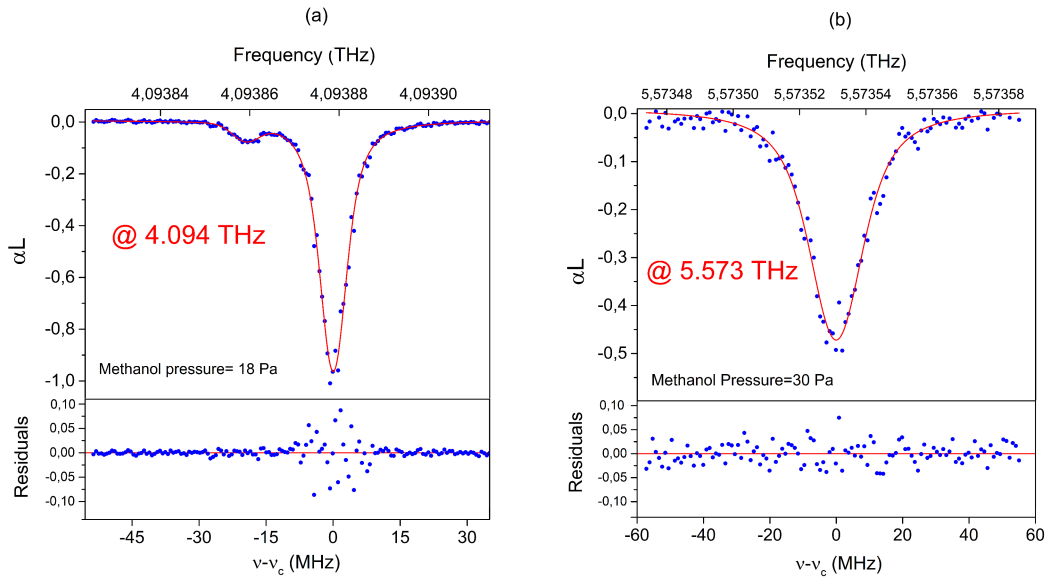 (a)
Frequency (THz)
4,09384 4,09386 4,09388 4,09390
0,0
-0,2
-0,4
-0,6
-0,8
-1,0
αL
@ 4.094 THz
Methanol pressure= 18 Pa
0,10
0,05
0,00
-0,05
-0,10
Residuals
-45 -30 -15 0 15 30
ν-νc (MHz)
(b)
Frequency (THz)
5,57348 5,57350 5,57352 5,57354 5,57356 5,57358
0,0
-0,1
-0,2
-0,3
-0,4
-0,5
αL
@ 5.573 THz
Methanol Pressure=30 Pa
0,10
0,05
0,00
-0,05
-0,10
Residuals
-60 -40 -20 0 20 40 60
ν-νc (MHz)